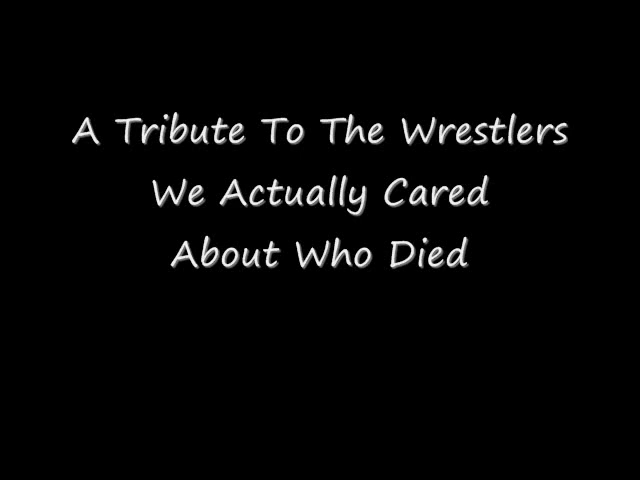 A Tribute To The Wrestlers
We Actually Cared
About Who Died